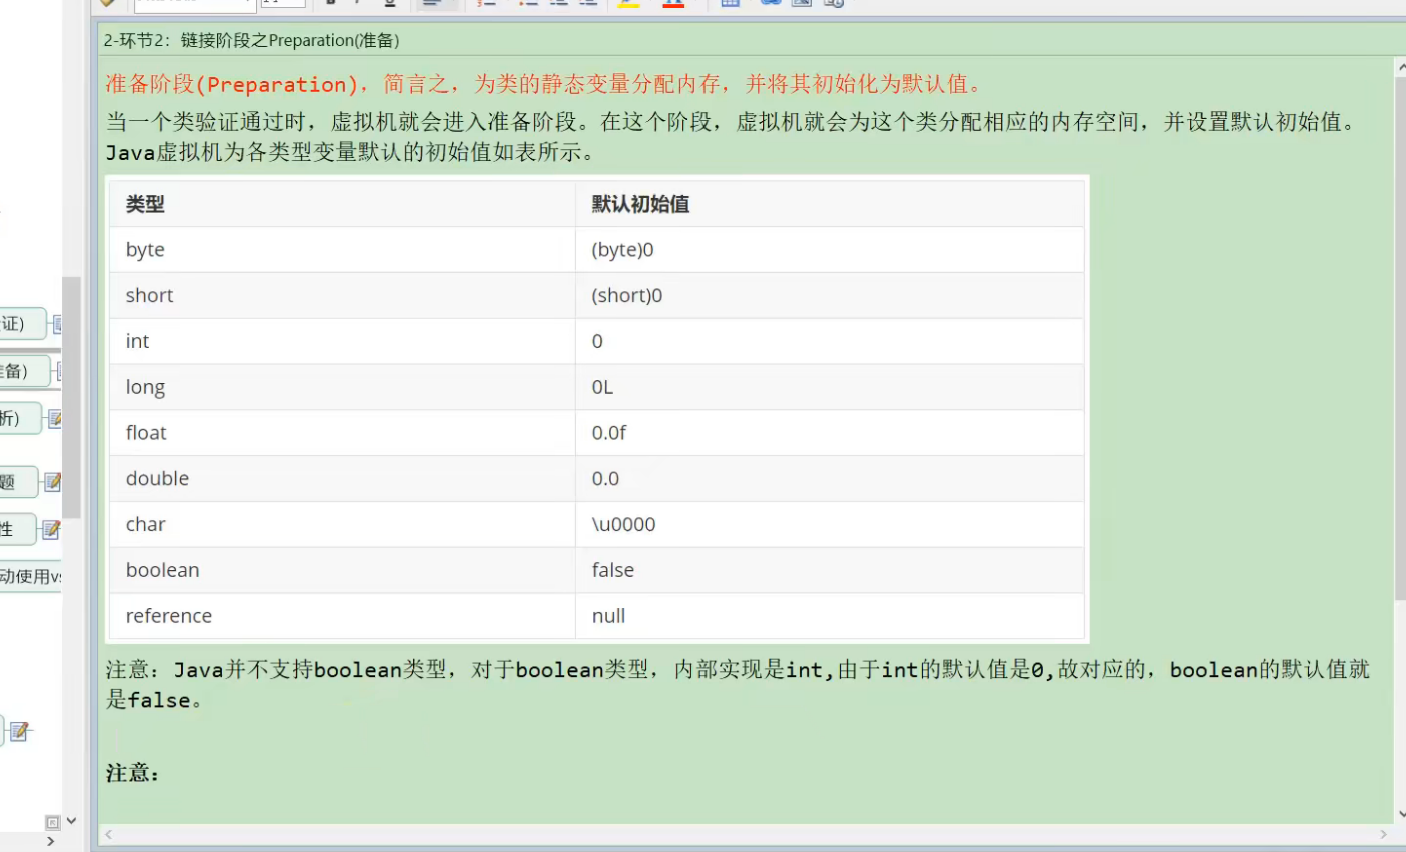 2-环节2：链接阶段之Preparation(准备)
准备阶段(Preparation)，简言之，为类的静态变量分配内存，并将其初始化为默认值。
当一个类验证通过时，虚拟机就会进入准备阶段。在这个阶段，虚拟机就会为这个类分配相应的内存空间，并设置默认初始值。
Java虚拟机为各类型变量默认的初始值如表所示。
类型 默认初始值
byte (byte)0
short (short)0
int 0
long 0L
float 0.0f
double 0.0
char \u0000
boolean false
reference null
注意：Java并不支持boolean类型，对于boolean类型，内部实现是int,由于int的默认值是0,故对应的，boolean的默认值就
是false。
注意：
证)
备)
析)
题
性
动使用vs